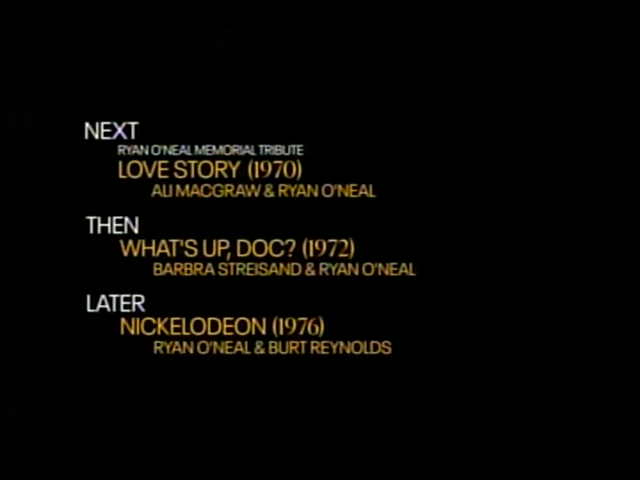 NEXT
RYAN O'NEAL MEMORIAL TRIBUTE
LOVE STORY (1970)
ALI MACGRAW & RYAN O'NEAL
THEN
WHAT'S UP, DOC? (1972)
BARBRA STREISAND & RYAN O'NEAL
LATER
NICKELODEON (1976)
RYAN O'NEAL & BURT REYNOLDS